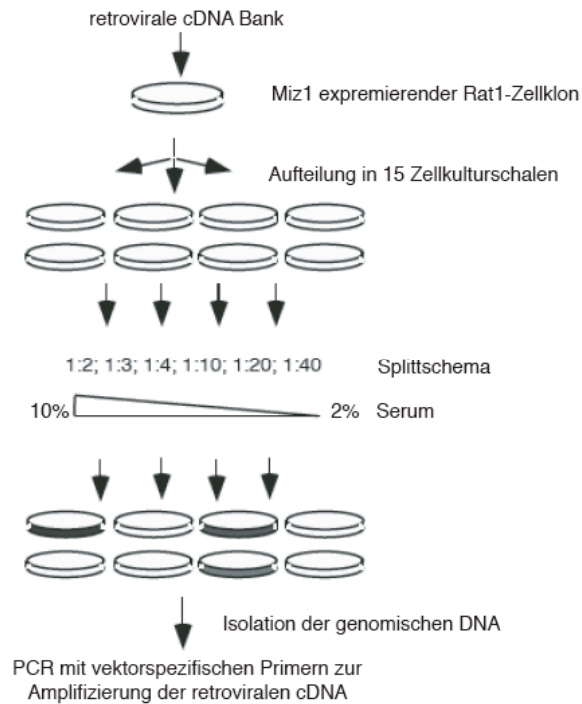 retrovirale cDNA Bank
Miz1 expremierender Rat1-Zellklon
Aufteilung in 15 Zellkulturschalen
1:2; 1:3; 1:4; 1:10; 1:20; 1:40 Splittschema
10% 2% Serum
Isolation der genomischen DNA
PCR mit vektorspezifischen Primern zur
Amplifizierung der retroviralen cDNA